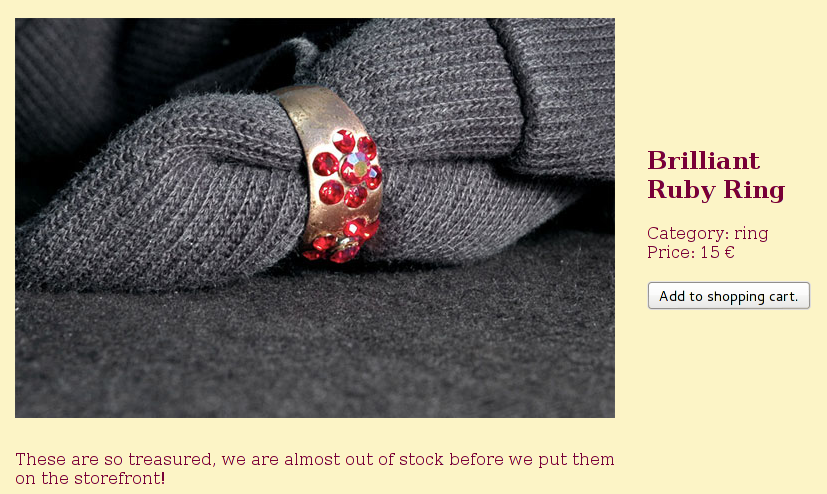 Brilliant
Ruby Ring
Category: ring
Price: 15 €
Add to shopping cart.
These are so treasured, we are almost out of stock before we put them
on the storefront!